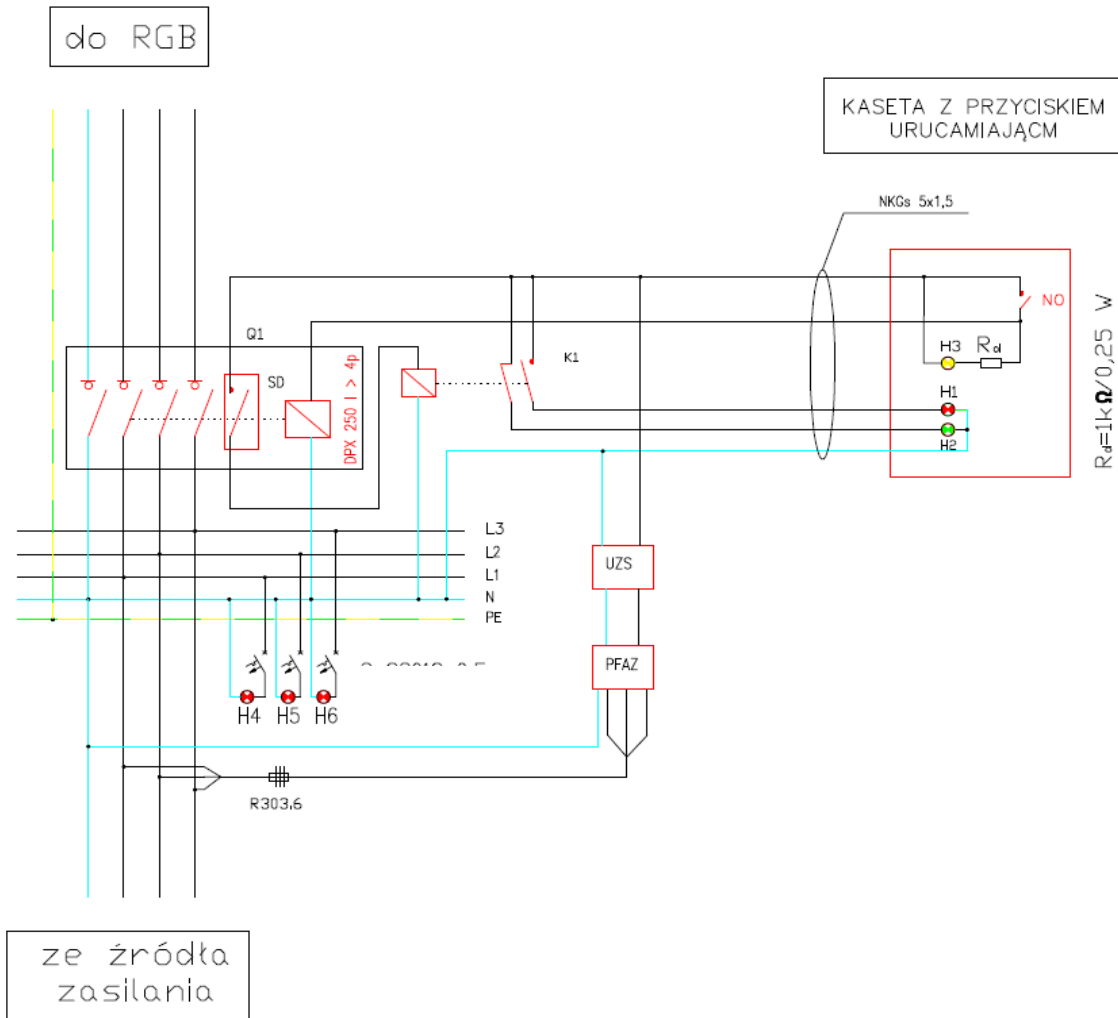 do RGB
KASETA Z PRZYCISKIEM
URUCAMIAJĄCM
NKGs 5x1,5
Q1
SD
DPX 250 I > 4p
K1
NO
H3 Rd
H1
H2
Rd=1kΩ/0,25 W
L3
L2
L1
N
PE
UZS
PFAZ
H4 H5 H6
R303.6
ze źródła
zasilania